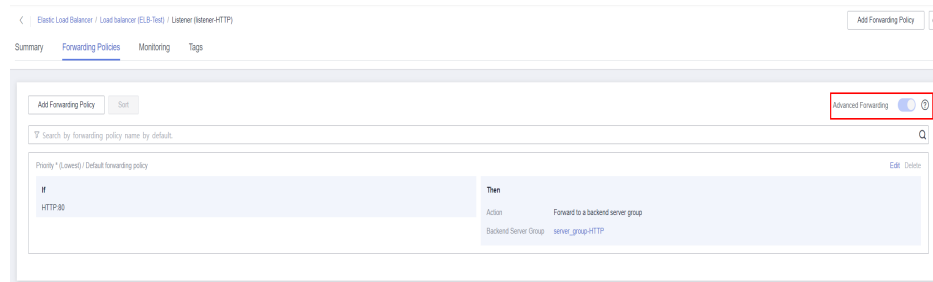 Elastic Load Balancer / Load balancer (ELB-Test) / Listener (listener-HTTP) Add Forwarding Policy
Summary Forwarding Policies Monitoring Tags
Add Forwarding Policy Sort Advanced Forwarding
Search by forwarding policy name by default.
Priority * (Lowest) / Default forwarding policy Edit Delete
If Then
HTTP:80
Action Forward to a backend server group
Backend Server Group server_group-HTTP